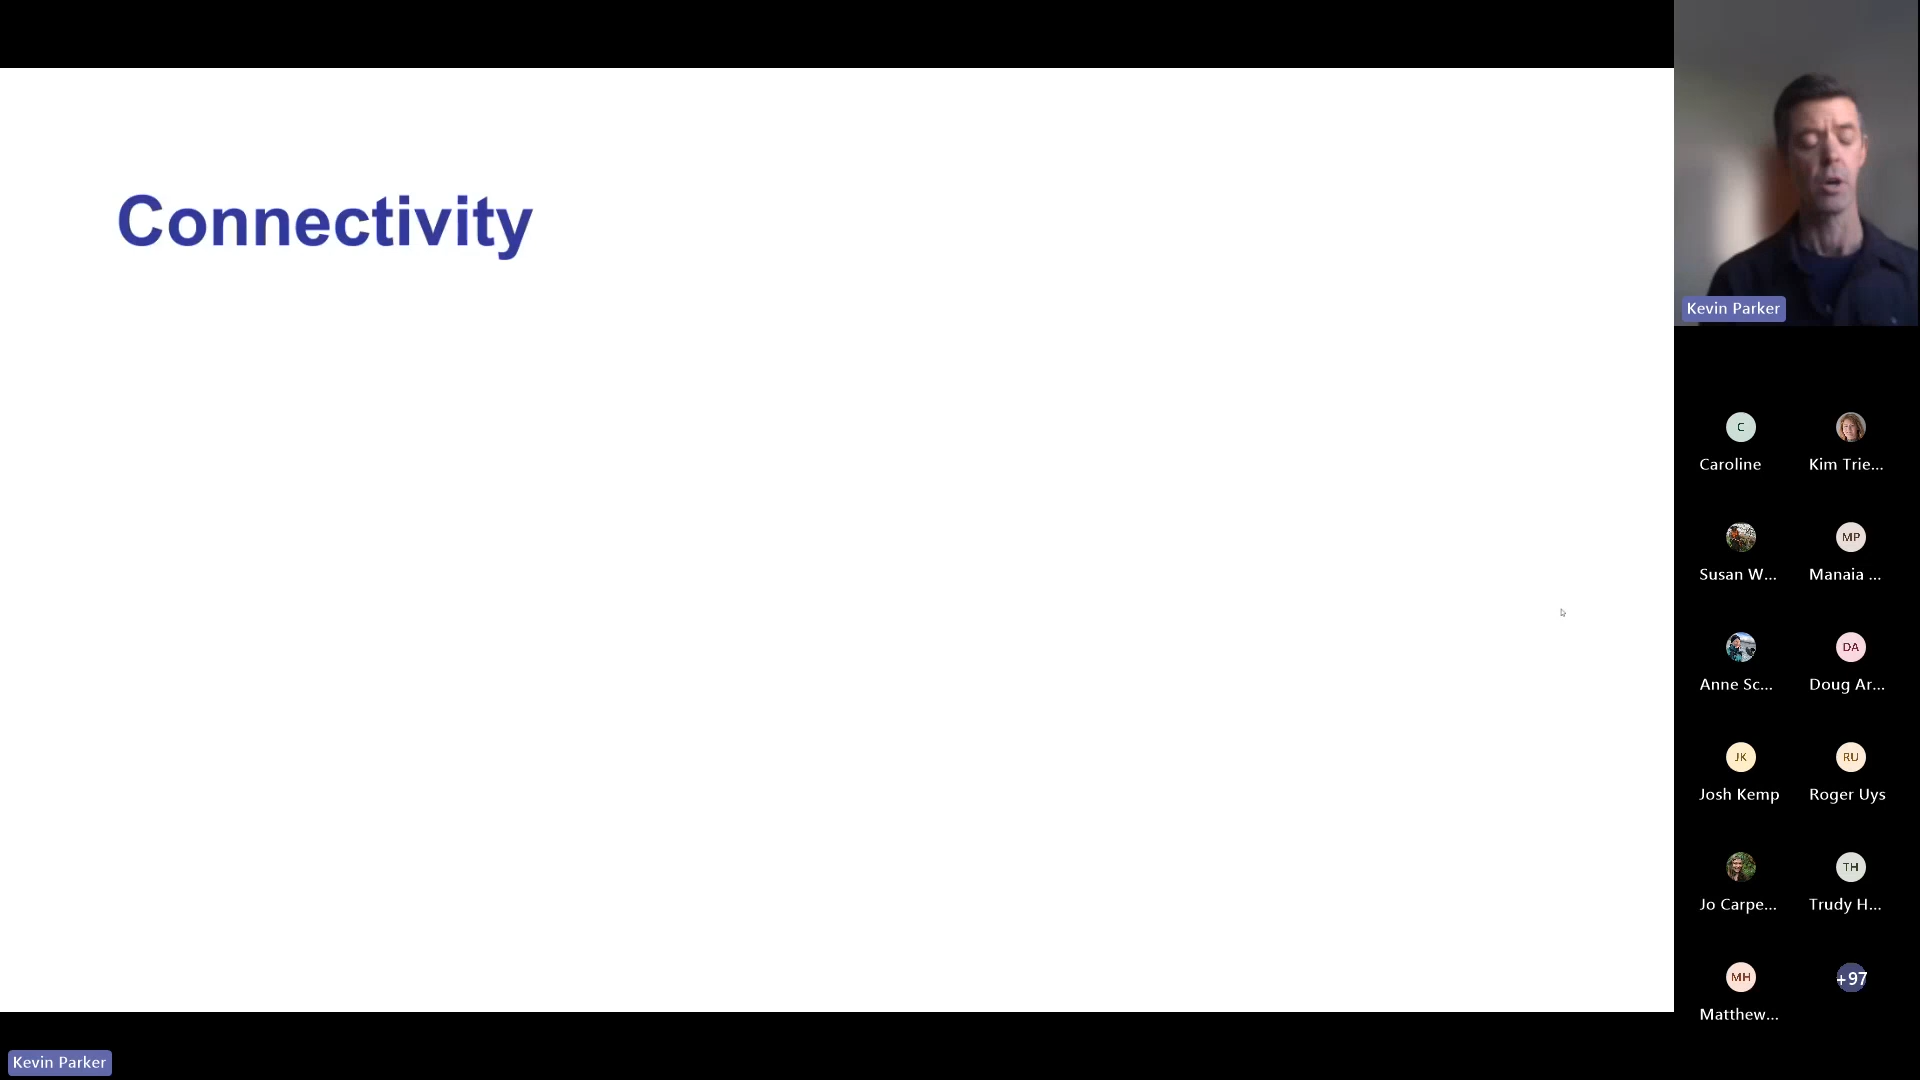 Connectivity
Kevin Parker
C
Caroline
Kim Trie...
Susan W...
MP
Manaia ...
Anne Sc...
DA
Doug Ar...
JK
Josh Kemp
RU
Roger Uys
Jo Carpe...
TH
Trudy H...
MH
Matthew...
+97
Kevin Parker